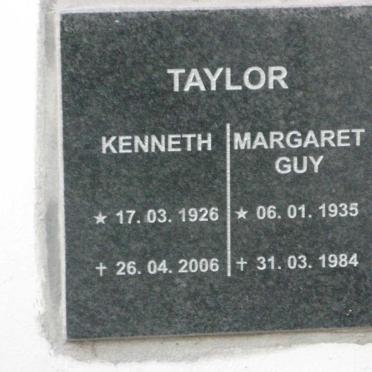 TAYLOR
KENNETH
★ 17. 03. 1926
✝ 26. 04. 2006
MARGARET
GUY
★ 06. 01. 1935
✝ 31. 03. 1984